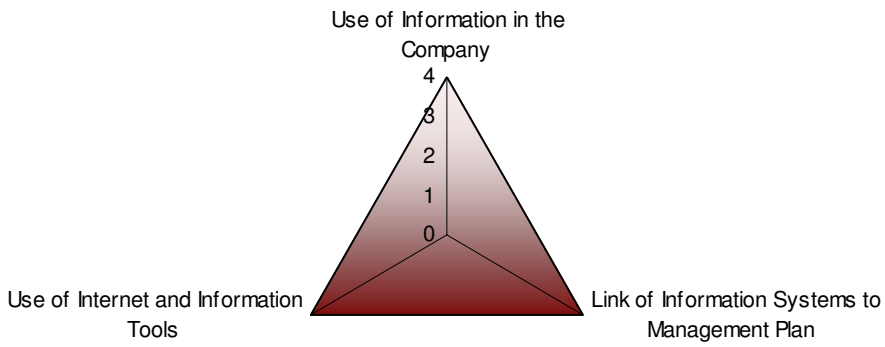 Use of Information in the
Company
4
3
2
1
0
Use of Internet and Information
Tools
Link of Information Systems to
Management Plan